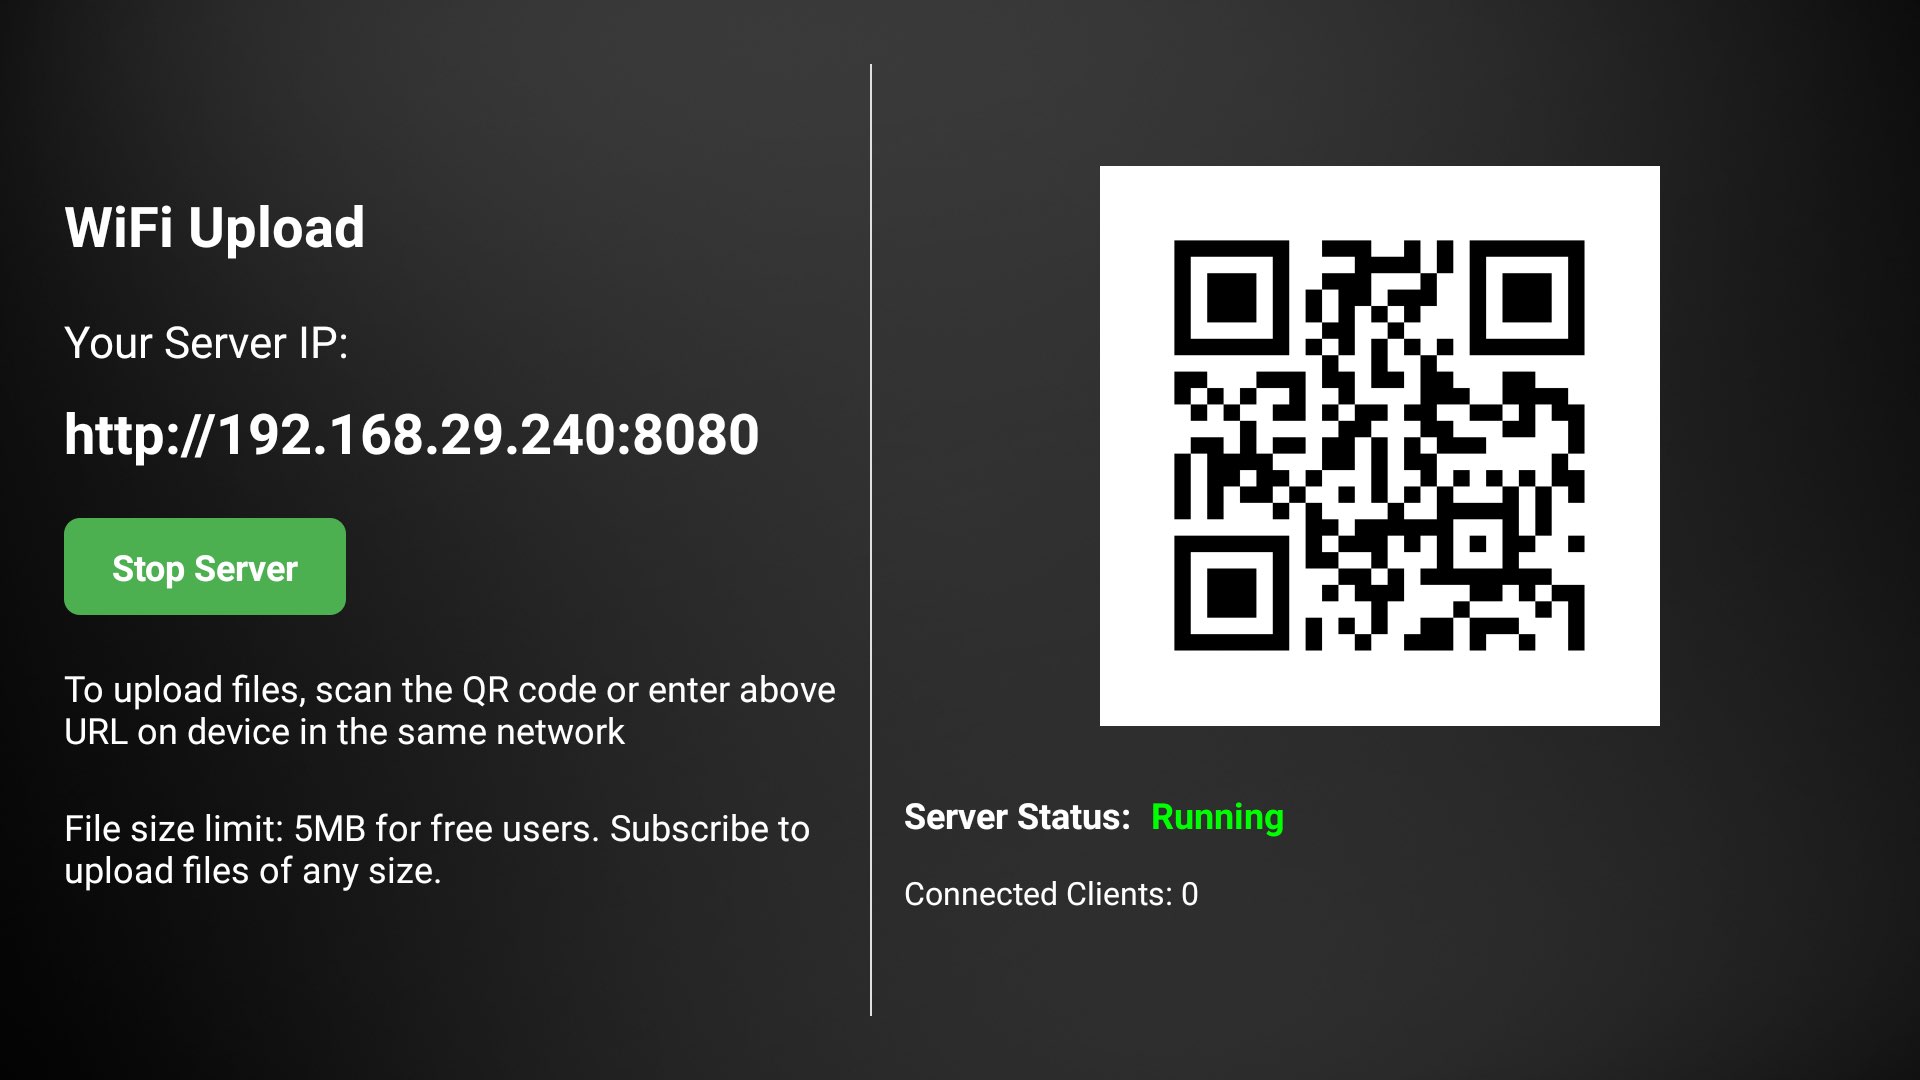 WiFi Upload
Your Server IP:
http://192.168.29.240:8080
Stop Server
To upload files, scan the QR code or enter above
URL on device in the same network
File size limit: 5MB for free users. Subscribe to
upload files of any size.
Server Status: Running
Connected Clients: 0